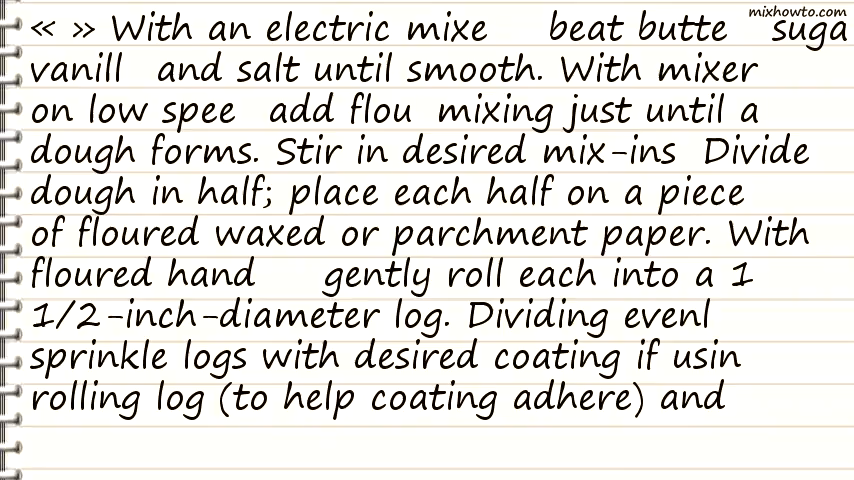 mixhowto.com
« » With an electric mixe beat butte suga
vanill and salt until smooth. With mixer
on low spee add flou mixing just until a
dough forms. Stir in desired mix-ins Divide
dough in half; place each half on a piece
of floured waxed or parchment paper. With
floured hand gently roll each into a 1
1/2-inch-diameter log. Dividing evenl
sprinkle logs with desired coating if usin
rolling log (to help coating adhere) and